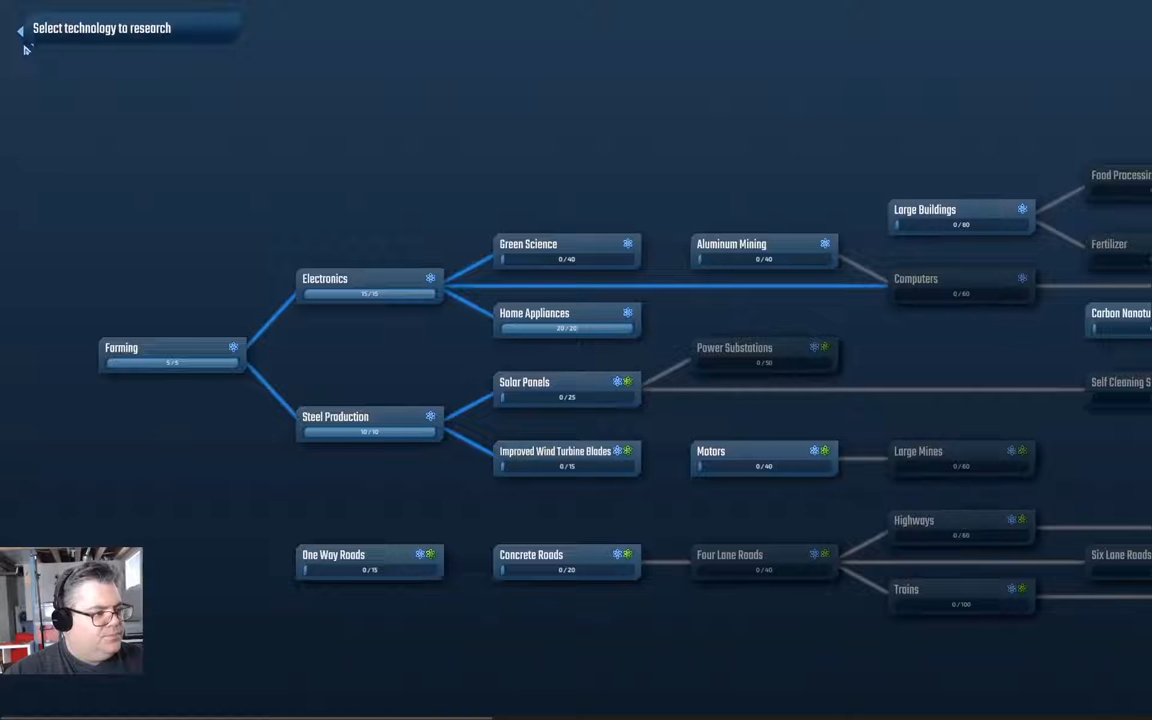 Select technology to research
Food Processin
Large Buildings
0/80
Green Science
0/40
Aluminum Mining
0/40
Fertilizer
Electronics
15/15
Computers
0/60
Home Appliances
20/20
Carbon Nanotu
Farming
5/5
Power Substations
0/50
Solar Panels
0/25
Self Cleaning S
Steel Production
10/10
Improved Wind Turbine Blades
0/15
Motors
0/40
Large Mines
0/60
Highways
0/60
One Way Roads
0/15
Concrete Roads
0/20
Four Lane Roads
0/40
Six Lane Roads
Trains
0/100